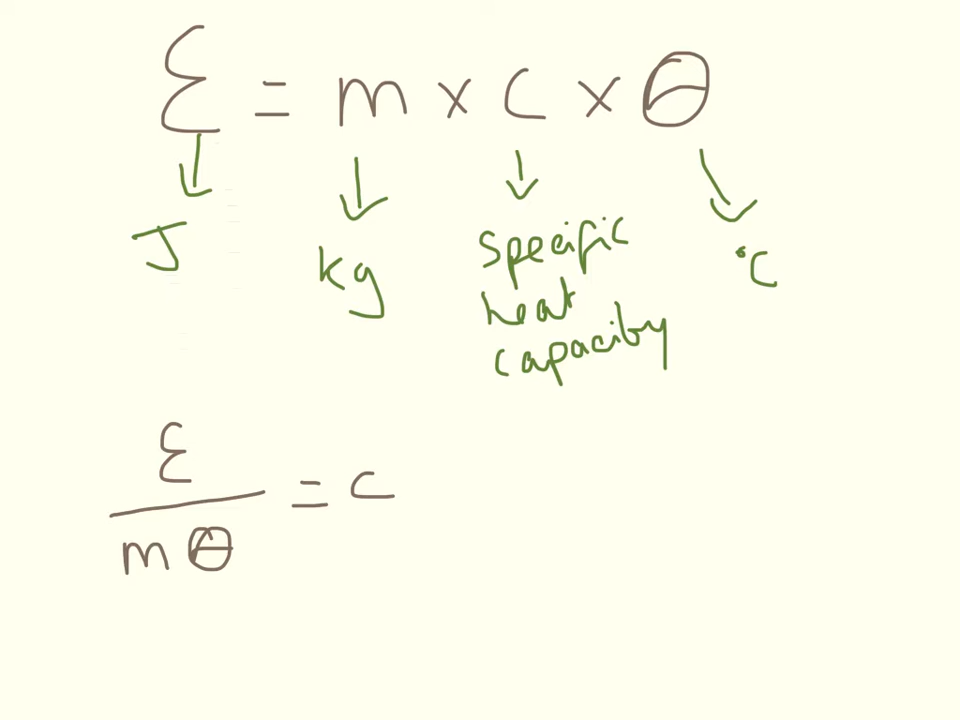 E = m × c × θ
J kg specific °C
heat
capacity
E
mθ = c